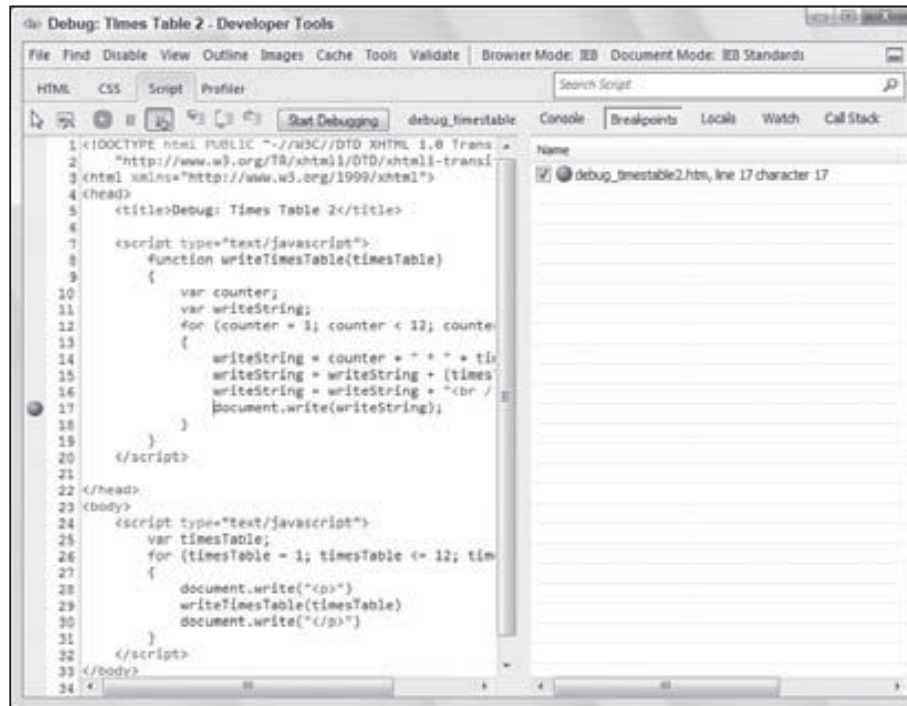 Debug: Times Table 2 - Developer Tools
File Find Disable View Outline Images Cache Tools Validate Browser Mode: IE8 Document Mode: IE8 Standards
HTML CSS Script Profiler Search Script
Start Debugging debug_timestable Console Breakpoints Locals Watch Call Stack
Name
debug_timestable2.htm, line 17 character 17
1 <!DOCTYPE html PUBLIC "-//W3C//DTD XHTML 1.0 Trans
2 "http://www.w3.org/TR/xhtml1/DTD/xhtml1-transi
3 <html xmlns="http://www.w3.org/1999/xhtml">
4 <head>
5 <title>Debug: Times Table 2</title>
6
7 <script type="text/javascript">
8 function writeTimesTable(timesTable)
9 {
10 var counter;
11 var writeString;
12 for (counter = 1; counter < 12; counte
13 {
14 writeString = counter + " * " + ti
15 writeString = writeString + (times
16 writeString = writeString + "<br /
17 document.write(writeString);
18 }
19 }
20 </script>
21
22 </head>
23 <body>
24 <script type="text/javascript">
25 var timesTable;
26 for (timesTable = 1; timesTable <= 12; tim
27 {
28 document.write("<p>")
29 writeTimesTable(timesTable)
30 document.write("</p>")
31 }
32 </script>
33 </body>
34